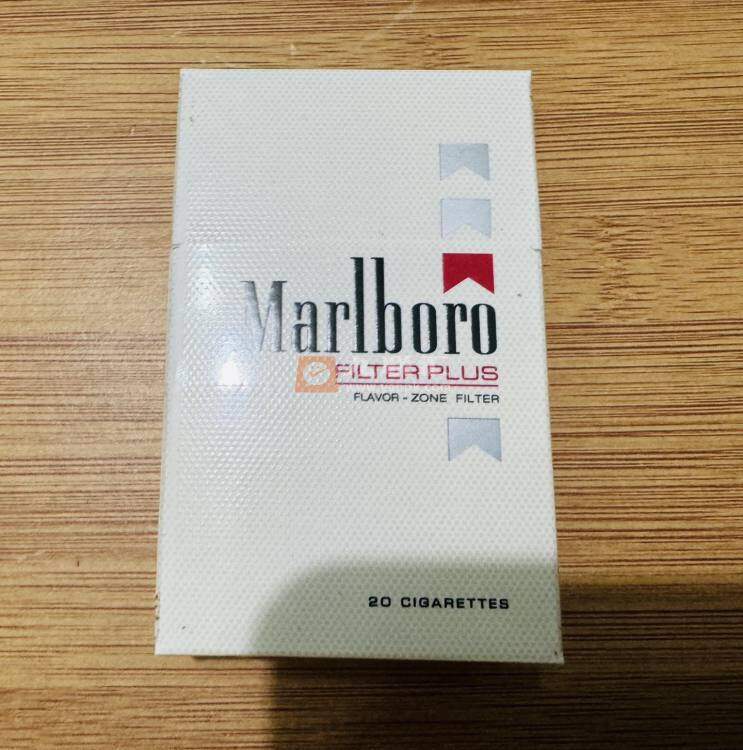 Marlboro
FILTER PLUS
FLAVOR - ZONE FILTER
20 CIGARETTES